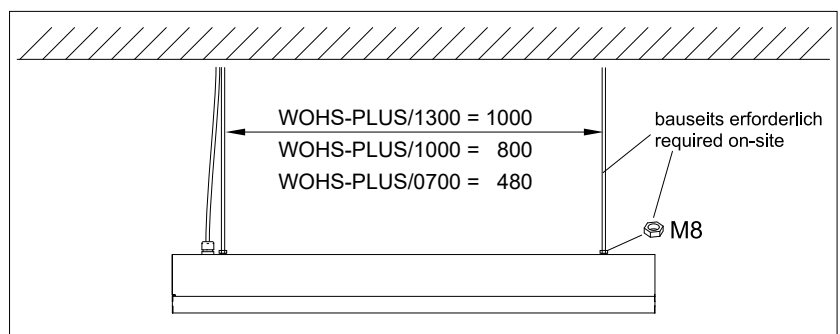 WOHS-PLUS/1300 = 1000
WOHS-PLUS/1000 = 800
WOHS-PLUS/0700 = 480
bauseits erforderlich
required on-site
M8